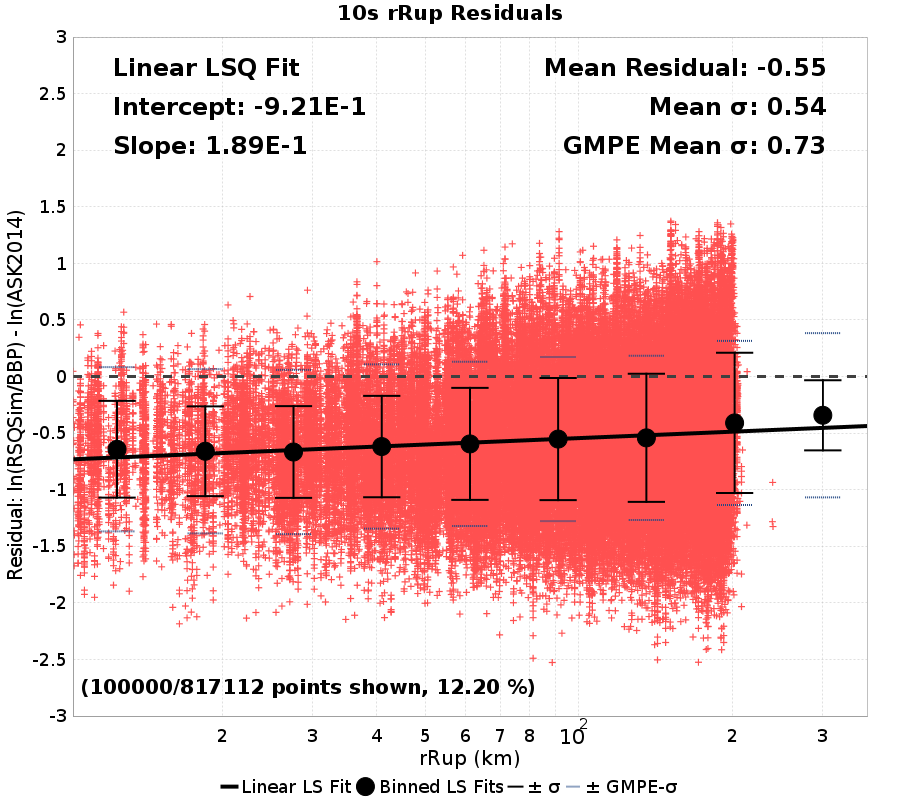 10s rRup Residuals
Linear LSQ Fit
Intercept: -9.21E-1
Slope: 1.89E-1
Mean Residual: -0.55
Mean σ: 0.54
GMPE Mean σ: 0.73
Residual: ln(RSQSim/BBP) - ln(ASK2014)
3
2.5
2
1.5
1
0.5
0
-0.5
-1
-1.5
-2
-2.5
-3
(100000/817112 points shown, 12.20 %)
2 3 4 5 6 7 8 10² 2 3
rRup (km)
Linear LS Fit Binned LS Fits ± σ ± GMPE-σ